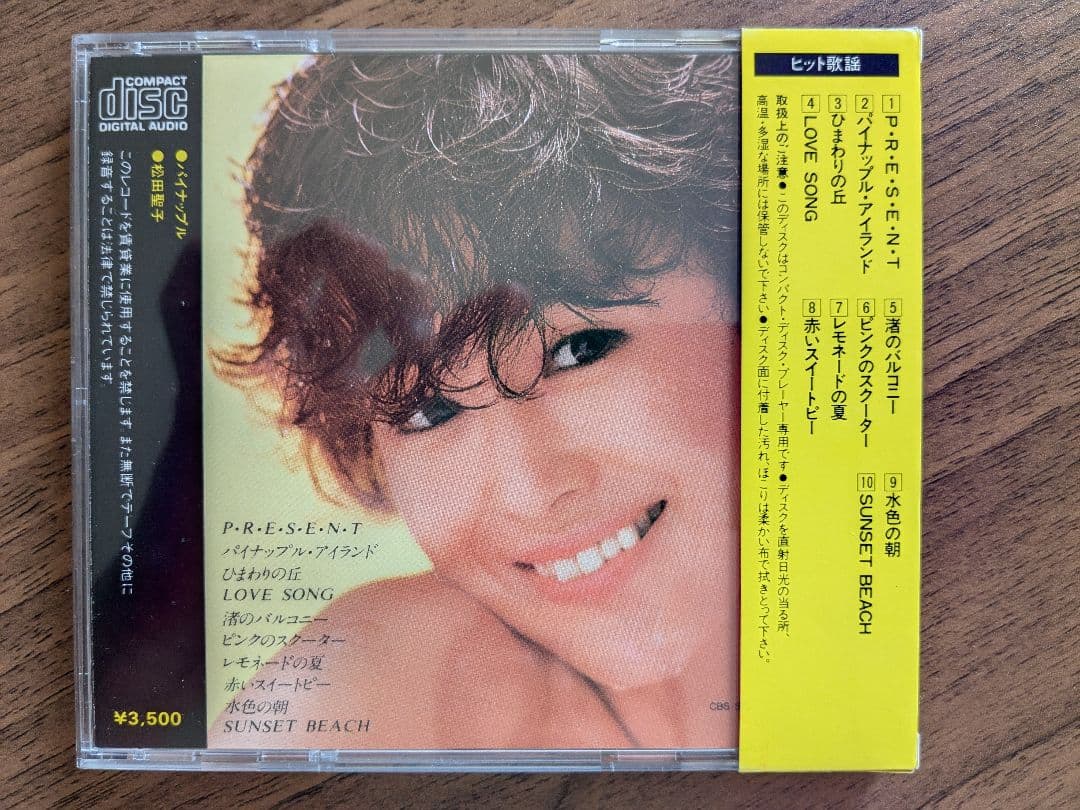 COMPACT
disc
DIGITAL AUDIO
●パイナップル
●松田聖子
このレコードを賃貸業に使用することを禁じます。また無断でテープその他に
録音することは法律で禁じられています。
¥3,500
P・R・E・S・E・N・T
パイナップル・アイランド
ひまわりの丘
LOVE SONG
渚のバルコニー
ピンクのスクーター
レモネードの夏
赤いスイートピー
水色の朝
SUNSET BEACH
CBS
ヒット歌謡
1 P・R・E・S・E・N・T
2 パイナップル・アイランド
3 ひまわりの丘
4 LOVE SONG
5 渚のバルコニー
6 ピンクのスクーター
7 レモネードの夏
8 赤いスイートピー
9 水色の朝
10 SUNSET BEACH
取扱上のご注意●このディスクはコンパクト・ディスク・プレーヤー専用です●ディスクを直射日光の当る所、
高温・多湿な場所には保管しないで下さい●ディスク面に付着した汚れ、ほこりは柔かい布で拭きとって下さい。